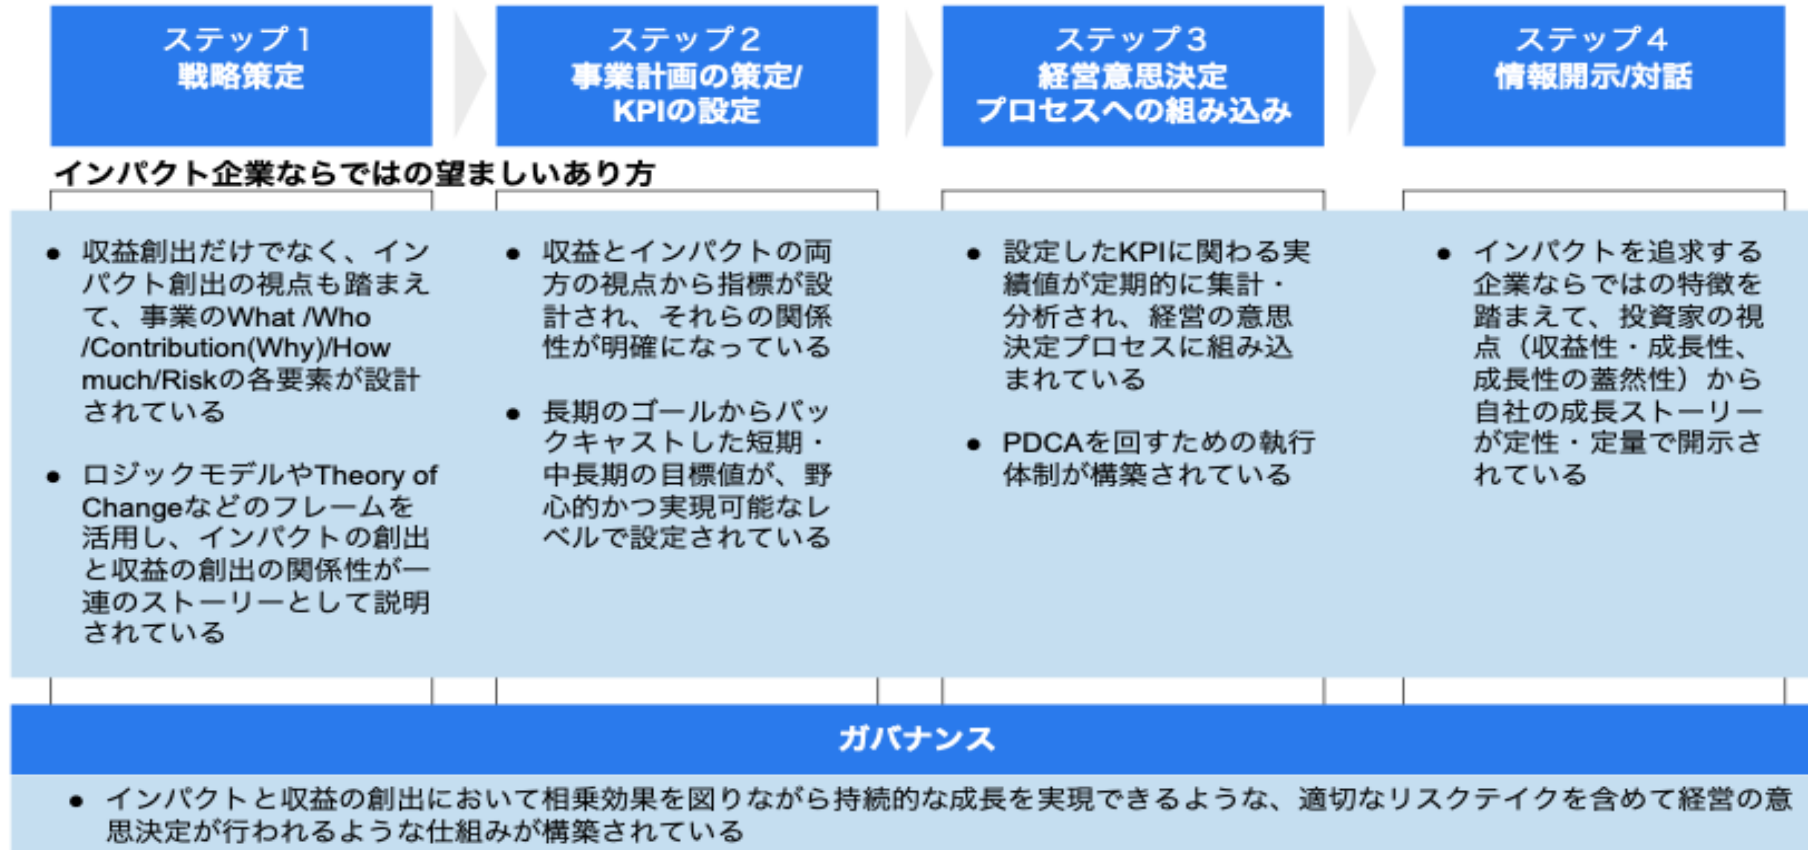 ステップ1
戦略策定
ステップ2
事業計画の策定/
KPIの設定
ステップ3
経営意思決定
プロセスへの組み込み
ステップ4
情報開示/対話
インパクト企業ならではの望ましいあり方
● 収益創出だけでなく、イン
パクト創出の視点も踏まえ
て、事業のWhat /Who
/Contribution(Why)/How
much/Riskの各要素が設計
されている
● ロジックモデルやTheory of
Changeなどのフレームを
活用し、インパクトの創出
と収益の創出の関係性が一
連のストーリーとして説明
されている
● 収益とインパクトの両
方の視点から指標が設
計され、それらの関係
性が明確になっている
● 長期のゴールからバッ
クキャストした短期・
中長期の目標値が、野
心的かつ実現可能なレ
ベルで設定されている
● 設定したKPIに関わる実
績値が定期的に集計・
分析され、経営の意思
決定プロセスに組み込
まれている
● PDCAを回すための執行
体制が構築されている
● インパクトを追求する
企業ならではの特徴を
踏まえて、投資家の視
点（収益性・成長性、
成長性の蓋然性）から
自社の成長ストーリー
が定性・定量で開示さ
れている
ガバナンス
● インパクトと収益の創出において相乗効果を図りながら持続的な成長を実現できるような、適切なリスクテイクを含めて経営の意
思決定が行われるような仕組みが構築されている